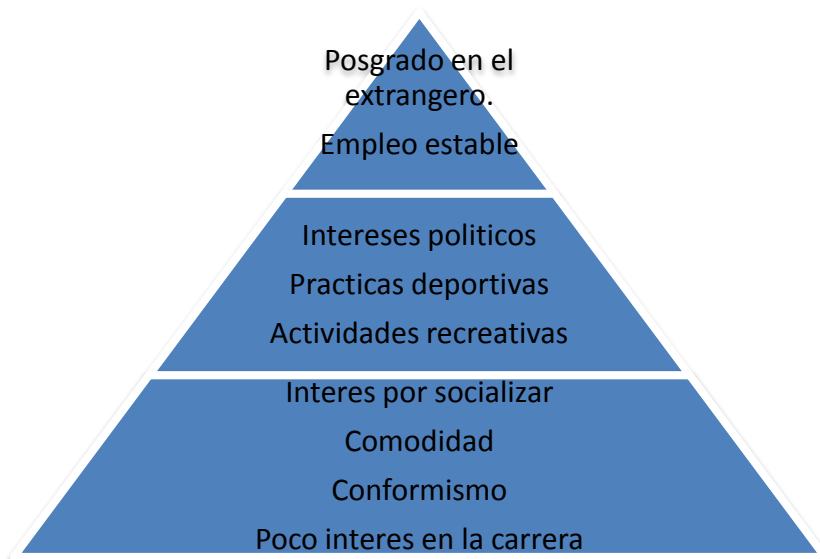 Posgrado en el
extrangero.
Empleo estable
Intereses politicos
Practicas deportivas
Actividades recreativas
Interes por socializar
Comodidad
Conformismo
Poco interes en la carrera